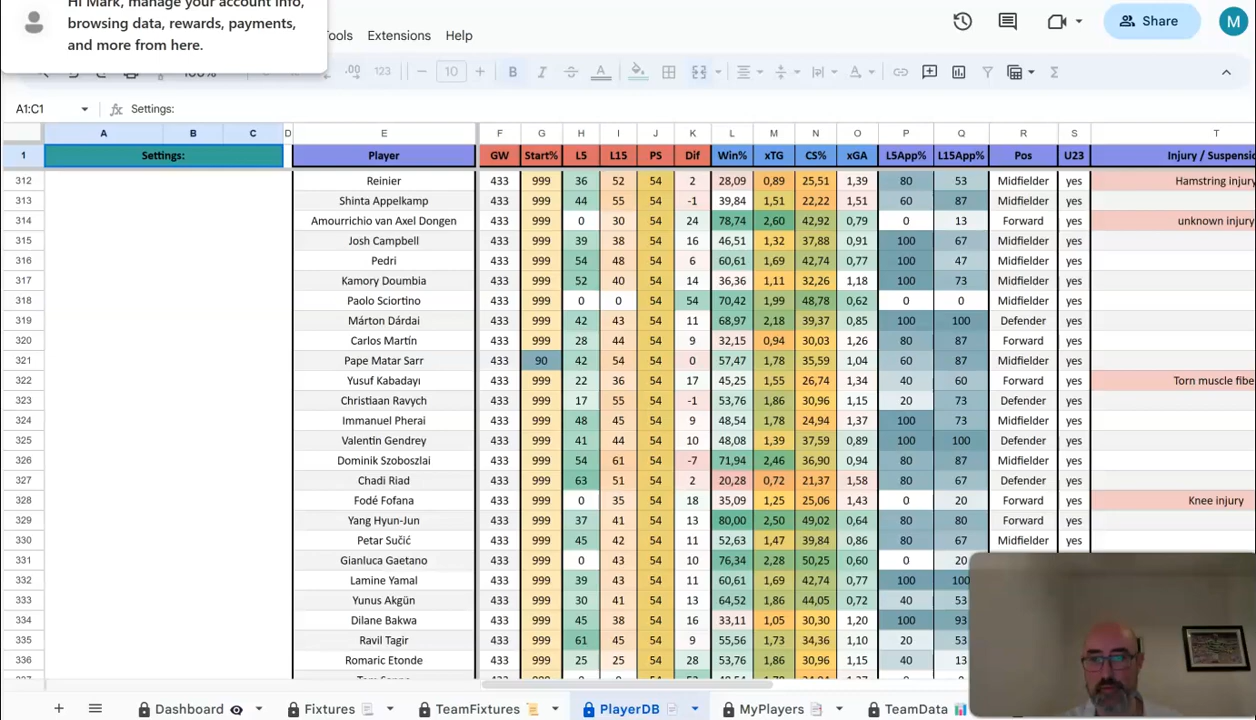 Hi Mark, manage your account info,
browsing data, rewards, payments,
and more from here.
Extensions Help
Share M
.00 123 10 B I A
A1:C1 Settings:
A B C D E F G H I J K L M N O P Q R S T
1 Settings: Player GW Start% L5 L15 PS Dif Win% xTG CS% xGA L5App% L15App% Pos U23
312 Reinier 433 999 36 52 54 2 28,09 0,89 25,51 1,39 80 53 Midfielder yes Hamstring injury
313 Shinta Appelkamp 433 999 44 55 54 -1 39,84 1,51 22,22 1,51 60 87 Midfielder yes
314 Amourrichio van Axel Dongen 433 999 0 30 54 24 78,74 2,60 42,92 0,79 0 13 Forward yes unknown injury
315 Josh Campbell 433 999 39 38 54 16 46,51 1,32 37,88 0,91 100 67 Midfielder yes
316 Pedri 433 999 54 48 54 6 60,61 1,69 42,74 0,77 100 47 Midfielder yes
317 Kamory Doumbia 433 999 52 40 54 14 36,36 1,11 32,26 1,18 100 73 Midfielder yes
318 Paolo Sciortino 433 999 0 0 54 54 70,42 1,99 48,78 0,62 0 0 Midfielder yes
319 Márton Dárdai 433 999 42 43 54 11 68,97 2,18 39,37 0,85 100 100 Defender yes
320 Carlos Martín 433 999 28 44 54 9 32,15 0,94 30,03 1,26 80 87 Forward yes
321 Pape Matar Sarr 433 90 42 54 54 0 57,47 1,78 35,59 1,04 60 87 Midfielder yes
322 Yusuf Kabadayı 433 999 22 36 54 17 45,25 1,55 26,74 1,34 40 60 Forward yes Torn muscle fibe
323 Christiaan Ravych 433 999 17 55 54 -1 53,76 1,86 30,96 1,15 20 73 Defender yes
324 Immanuel Pherai 433 999 48 45 54 9 48,54 1,78 24,94 1,37 100 73 Midfielder yes
325 Valentin Gendrey 433 999 41 44 54 10 48,08 1,39 37,59 0,89 100 100 Defender yes
326 Dominik Szoboszlai 433 999 54 61 54 -7 71,94 2,46 36,90 0,94 80 87 Midfielder yes
327 Chadi Riad 433 999 63 51 54 2 20,28 0,72 21,37 1,58 80 67 Defender yes
328 Fodé Fofana 433 999 0 35 54 18 35,09 1,25 25,06 1,43 0 20 Forward yes Knee injury
329 Yang Hyun-Jun 433 999 37 41 54 13 80,00 2,50 49,02 0,64 80 80 Forward yes
330 Petar Sučić 433 999 45 42 54 11 52,63 1,47 39,84 0,86 80 67 Midfielder yes
331 Gianluca Gaetano 433 999 0 43 54 10 76,34 2,28 50,25 0,60 0 20
332 Lamine Yamal 433 999 39 43 54 11 60,61 1,69 42,74 0,77 100 100
333 Yunus Akgün 433 999 30 41 54 13 64,52 1,86 44,05 0,72 40 53
334 Dilane Bakwa 433 999 45 38 54 16 33,11 1,05 30,30 1,20 100 93
335 Ravil Tagir 433 999 61 45 54 9 55,56 1,73 34,36 1,10 20 53
336 Romaric Etonde 433 999 25 25 54 28 53,76 1,86 30,96 1,15 40 13
Dashboard Fixtures TeamFixtures PlayerDB MyPlayers TeamData